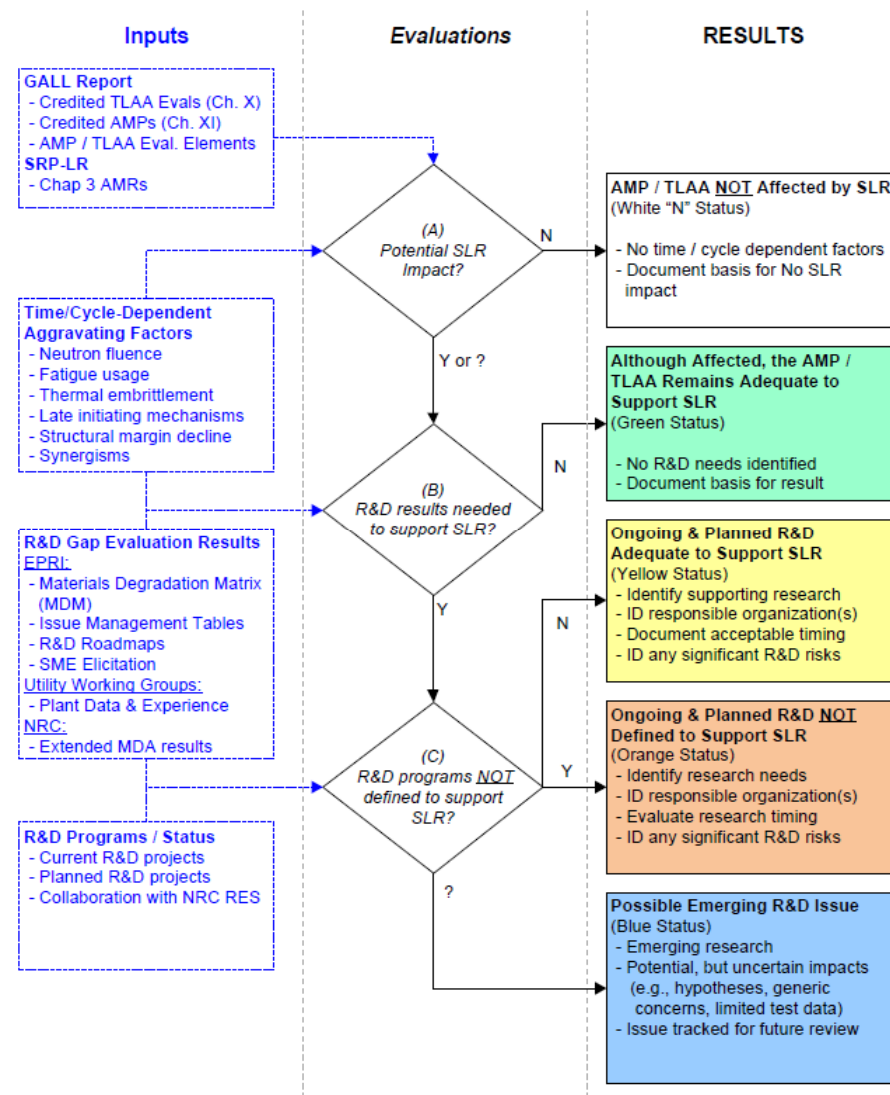 Inputs
Evaluations
RESULTS
GALL Report
- Credited TLAA Evals (Ch. X)
- Credited AMPs (Ch. XI)
- AMP / TLAA Eval. Elements
SRP-LR
- Chap 3 AMRs
Time/Cycle-Dependent
Aggravating Factors
- Neutron fluence
- Fatigue usage
- Thermal embrittlement
- Late initiating mechanisms
- Structural margin decline
- Synergisms
R&D Gap Evaluation Results
EPRI:
- Materials Degradation Matrix
(MDM)
- Issue Management Tables
- R&D Roadmaps
- SME Elicitation
Utility Working Groups:
- Plant Data & Experience
NRC:
- Extended MDA results
R&D Programs / Status
- Current R&D projects
- Planned R&D projects
- Collaboration with NRC RES
(A)
Potential SLR
Impact?
N
Y or ?
(B)
R&D results needed
to support SLR?
N
Y
(C)
R&D programs NOT
defined to support
SLR?
N
Y
?
AMP / TLAA NOT Affected by SLR
(White “N” Status)
- No time / cycle dependent factors
- Document basis for No SLR
impact
Although Affected, the AMP /
TLAA Remains Adequate to
Support SLR
(Green Status)
- No R&D needs identified
- Document basis for result
Ongoing & Planned R&D
Adequate to Support SLR
(Yellow Status)
- Identify supporting research
- ID responsible organization(s)
- Document acceptable timing
- ID any significant R&D risks
Ongoing & Planned R&D NOT
Defined to Support SLR
(Orange Status)
- Identify research needs
- ID responsible organization(s)
- Evaluate research timing
- ID any significant R&D risks
Possible Emerging R&D Issue
(Blue Status)
- Emerging research
- Potential, but uncertain impacts
(e.g., hypotheses, generic
concerns, limited test data)
- Issue tracked for future review